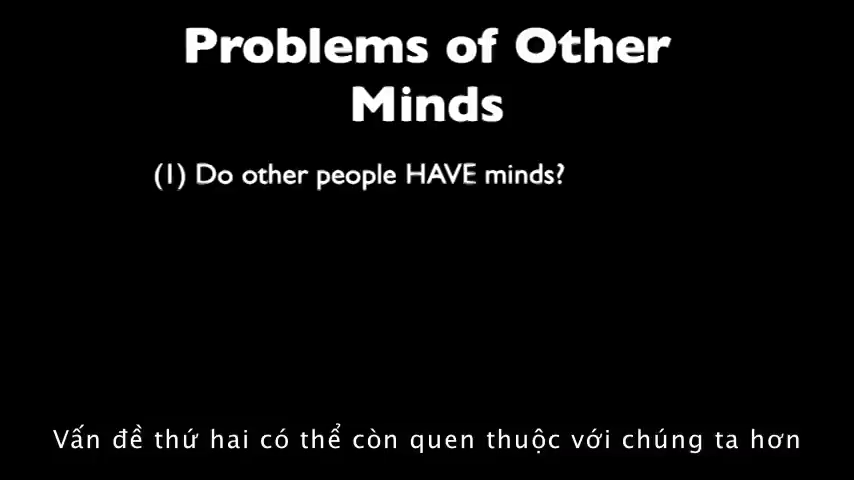 Problems of Other
Minds
(1) Do other people HAVE minds?
Vấn đề thứ hai có thể còn quen thuộc với chúng ta hơn